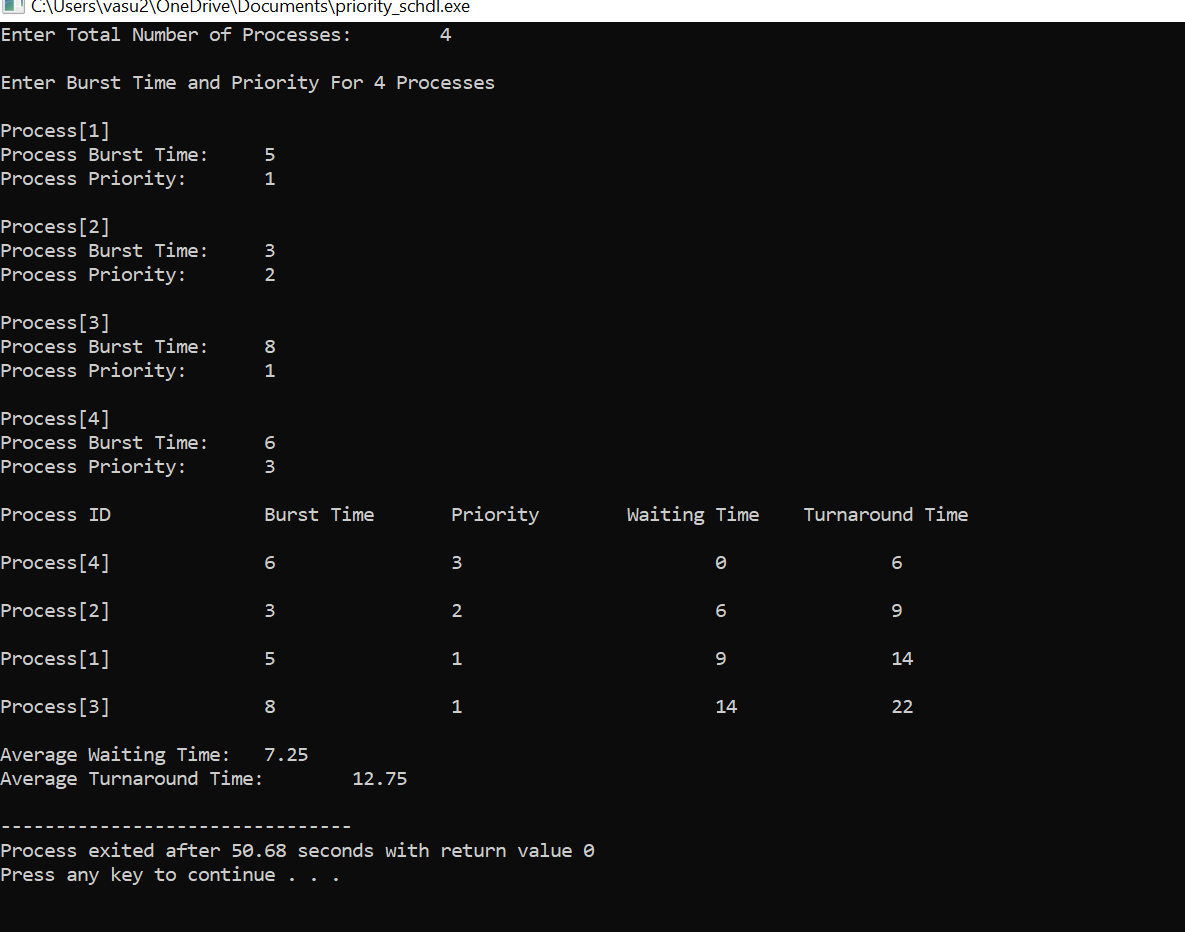 C:\Users\vasu2\OneDrive\Documents\priority_schdl.exe
Enter Total Number of Processes: 4
Enter Burst Time and Priority For 4 Processes
Process[1]
Process Burst Time: 5
Process Priority: 1
Process[2]
Process Burst Time: 3
Process Priority: 2
Process[3]
Process Burst Time: 8
Process Priority: 1
Process[4]
Process Burst Time: 6
Process Priority: 3
Process ID Burst Time Priority Waiting Time Turnaround Time
Process[4] 6 3 0 6
Process[2] 3 2 6 9
Process[1] 5 1 9 14
Process[3] 8 1 14 22
Average Waiting Time: 7.25
Average Turnaround Time: 12.75
--------------------------------
Process exited after 50.68 seconds with return value 0
Press any key to continue . . .